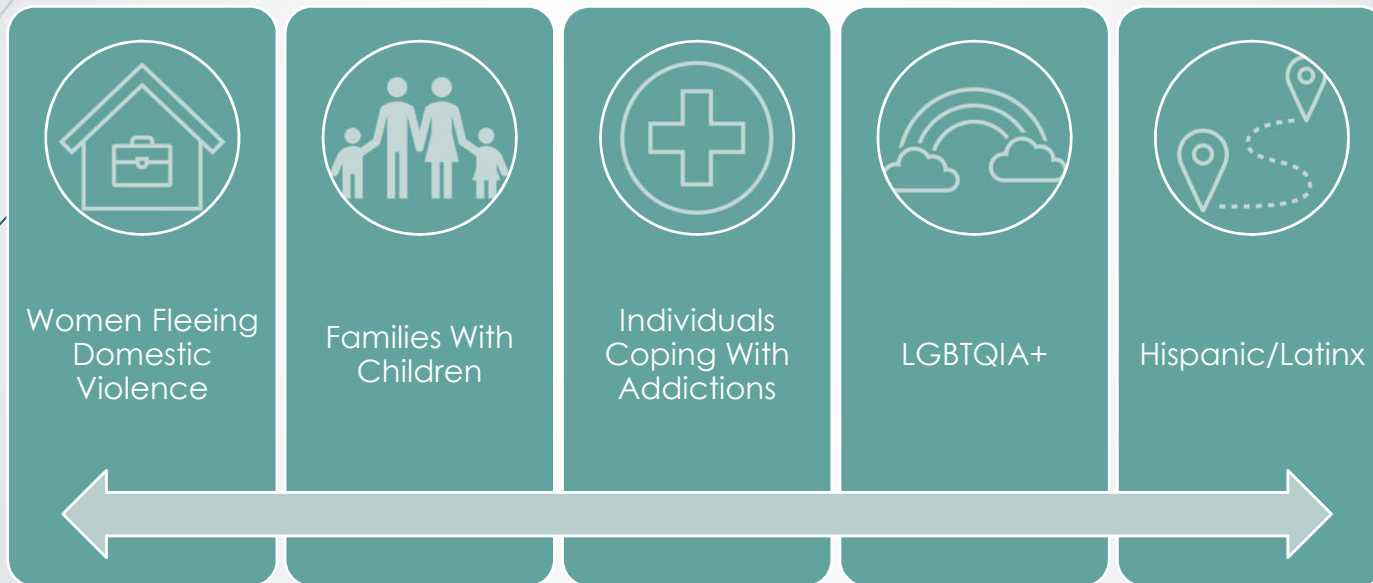 Women Fleeing
Domestic
Violence
Families With
Children
Individuals
Coping With
Addictions
LGBTQIA+
Hispanic/Latinx